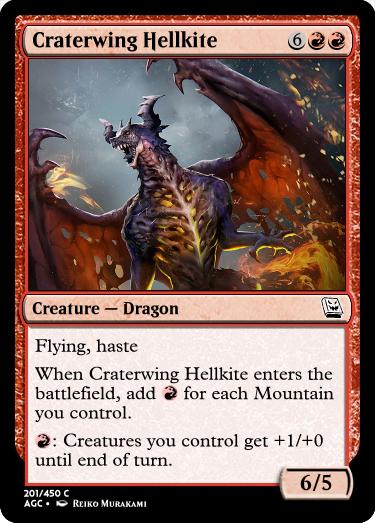 Craterwing Hellkite 6
Creature — Dragon
Flying, haste
When Craterwing Hellkite enters the
battlefield, add for each Mountain
you control.
: Creatures you control get +1/+0
until end of turn.
6/5
201/450 C
AGC • Reiko Murakami